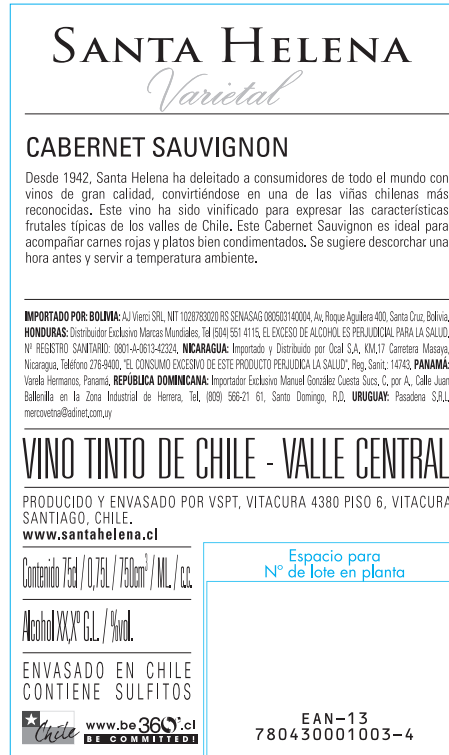 SANTA HELENA
Varietal
CABERNET SAUVIGNON
Desde 1942, Santa Helena ha deleitado a consumidores de todo el mundo con
vinos de gran calidad, convirtiéndose en una de las viñas chilenas más
reconocidas. Este vino ha sido vinificado para expresar las características
frutales típicas de los valles de Chile. Este Cabernet Sauvignon es ideal para
acompañar carnes rojas y platos bien condimentados. Se sugiere descorchar una
hora antes y servir a temperatura ambiente.
IMPORTADO POR: BOLIVIA: AJ Vierci SRL, NIT 1028783020 RS SENASAG 080503140004, Av, Roque Aguilera 400, Santa Cruz, Bolivia,
HONDURAS: Distribuidor Exclusivo Marcas Mundiales, Tel (504) 551 4115, EL EXCESO DE ALCOHOL ES PERJUDICIAL PARA LA SALUD,
Nº REGISTRO SANITARIO: 0801-A-0613-42324, NICARAGUA: Importado y Distribuido por Ocal S,A, KM,17 Carretera Masaya,
Nicaragua, Teléfono 276-9400, "EL CONSUMO EXCESIVO DE ESTE PRODUCTO PERJUDICA LA SALUD", Reg, Sanit,: 14743, PANAMÁ:
Varela Hermanos, Panamá, REPÚBLICA DOMINICANA: Importador Exclusivo Manuel González Cuesta Sucs, C, por A,, Calle Juan
Ballenilla en la Zona Industrial de Herrera, Tel, (809) 566-21 61, Santo Domingo, R,D, URUGUAY: Pasadena S,R,L,
mercovetna@adinet,com,uy
VINO TINTO DE CHILE - VALLE CENTRAL
PRODUCIDO Y ENVASADO POR VSPT, VITACURA 4380 PISO 6, VITACURA
SANTIAGO, CHILE.
www.santahelena.cl
Contenido 75cl / 0,75L / 750cm³ / ML. / c.c.
Alcohol XX,Xº G.L. / %vol.
ENVASADO EN CHILE
CONTIENE SULFITOS
Chile www.be360°.cl
BE COMMITTED!
Espacio para
Nº de lote en planta
EAN-13
780430001003-4